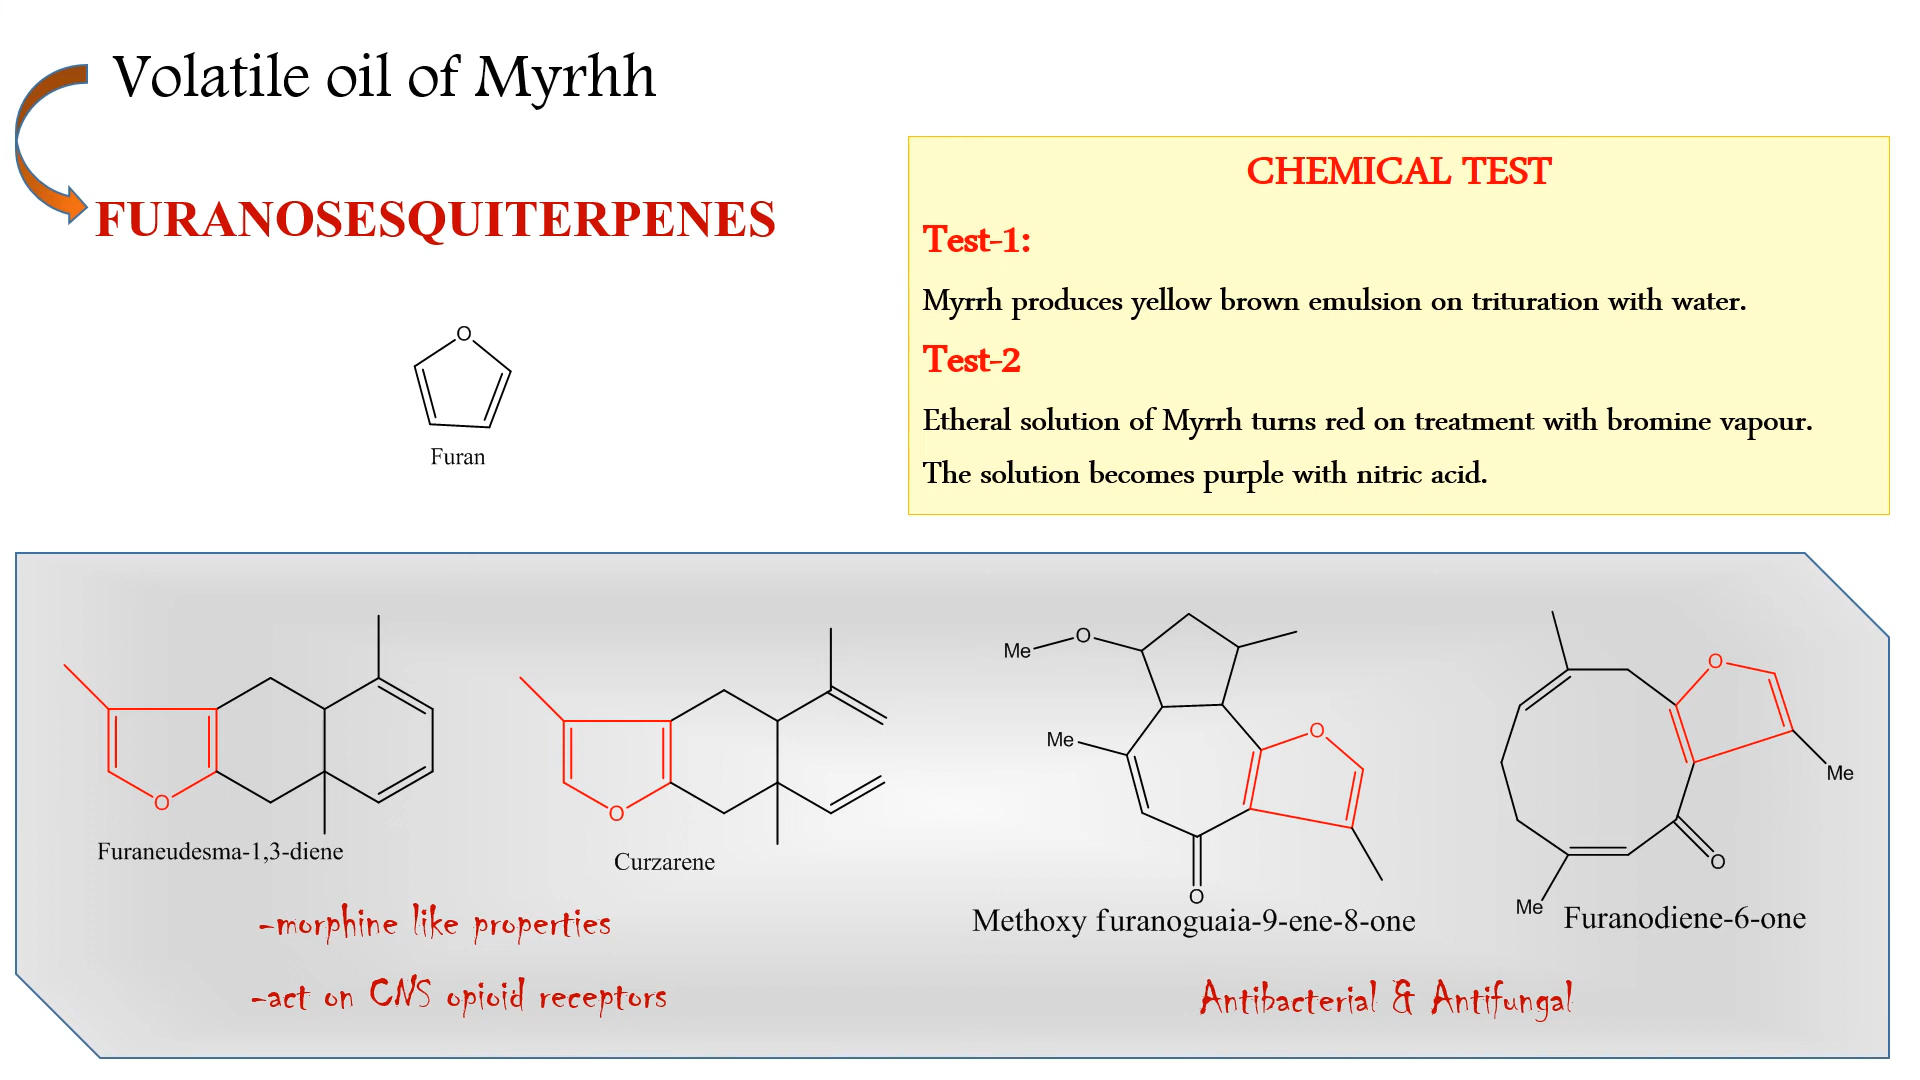 Volatile oil of Myrhh
FURANOSESQUITERPENES
O
Furan
CHEMICAL TEST
Test-1:
Myrrh produces yellow brown emulsion on trituration with water.
Test-2
Etheral solution of Myrrh turns red on treatment with bromine vapour.
The solution becomes purple with nitric acid.
O
Furaneudesma-1,3-diene
O
Curzarene
-morphine like properties
-act on CNS opioid receptors
Me O
Me
O
O
Methoxy furanoguaia-9-ene-8-one
O
Me
O
Me
Furanodiene-6-one
Antibacterial & Antifungal